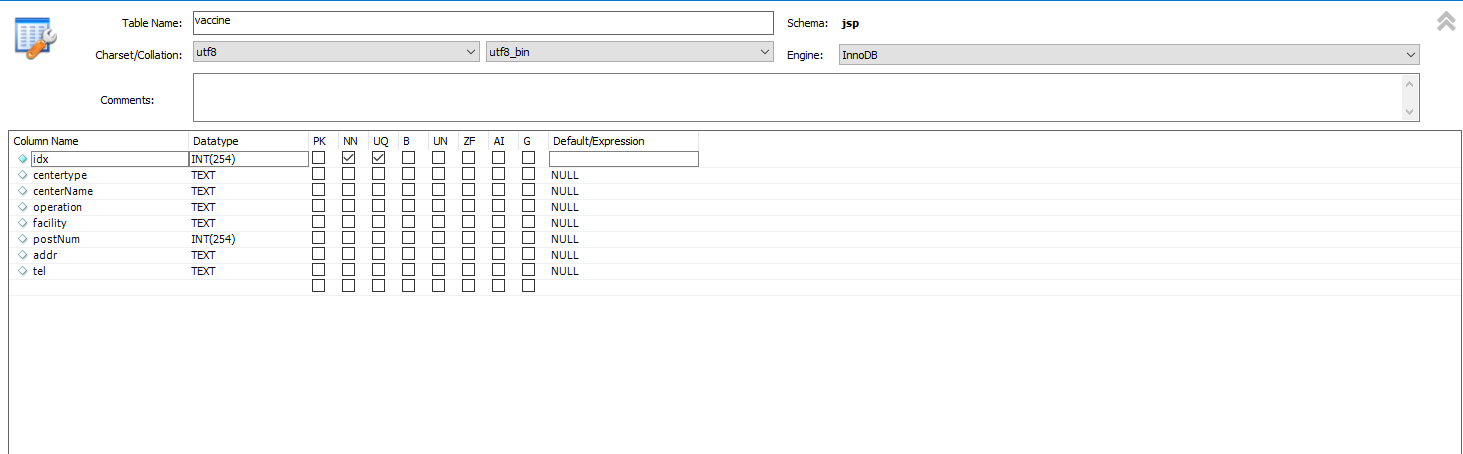 Table Name: vaccine Schema: jsp
Charset/Collation: utf8 utf8_bin Engine: InnoDB
Comments:
Column Name Datatype PK NN UQ B UN ZF AI G Default/Expression
idx INT(254)
centertype TEXT NULL
centerName TEXT NULL
operation TEXT NULL
facility TEXT NULL
postNum INT(254) NULL
addr TEXT NULL
tel TEXT NULL